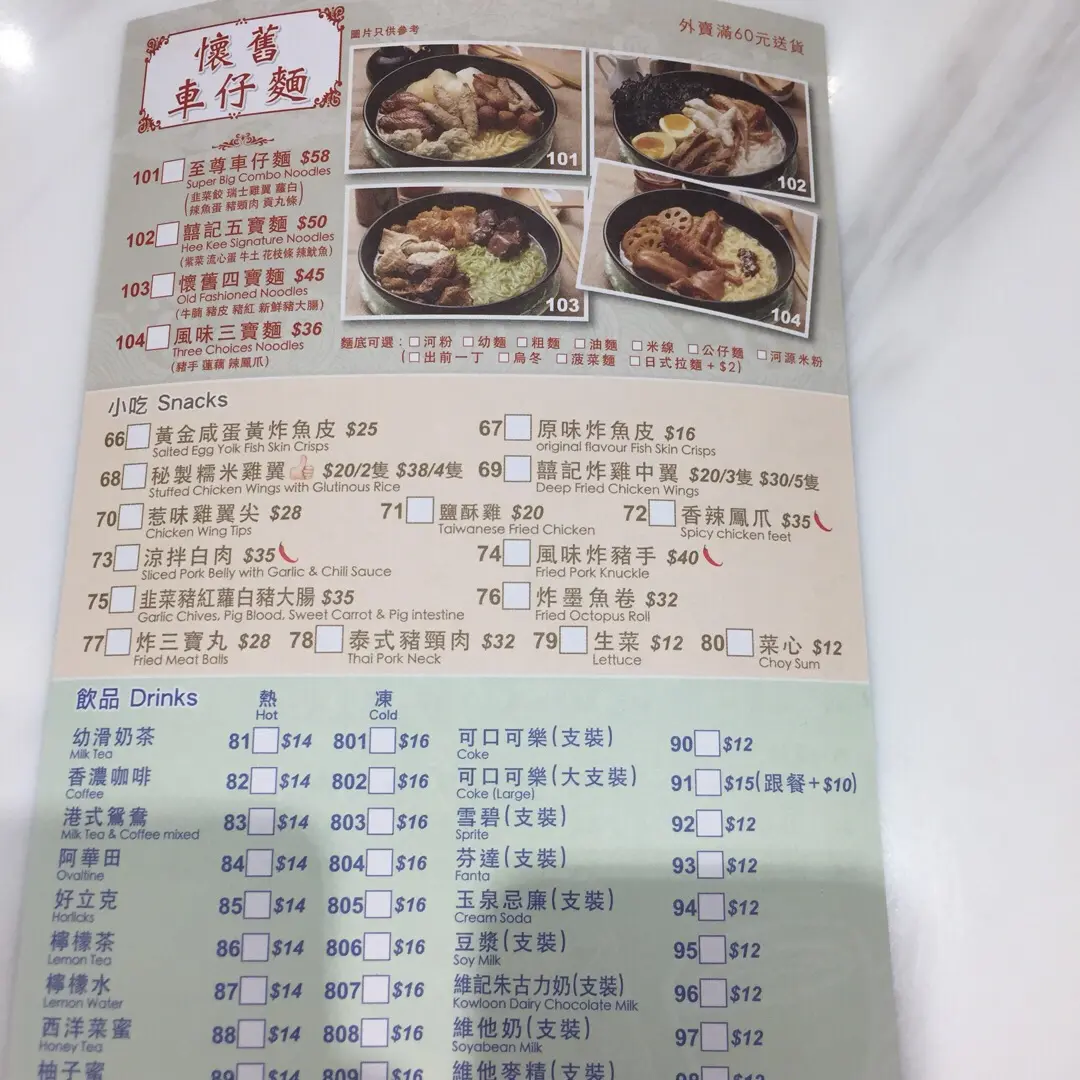 懷舊
車仔麵
圖片只供參考
外賣滿60元送貨
101 至尊車仔麵 $58
Super Big Combo Noodles
(韭菜餃 瑞士雞翼 蘿白
辣魚蛋 豬頸肉 貢丸條)
102 囍記五寶麵 $50
Hee Kee Signature Noodles
(紫菜 流心蛋 牛土 花枝條 辣魷魚)
103 懷舊四寶麵 $45
Old Fashioned Noodles
(牛腩 豬皮 豬紅 新鮮豬大腸)
104 風味三寶麵 $36
Three Choices Noodles
(豬手 蓮藕 辣鳳爪)
101
102
103
104
麵底可選：□河粉 □幼麵 □粗麵 □油麵 □米線 □公仔麵 □河源米粉
(□出前一丁 □烏冬 □菠菜麵 □日式拉麵 + $2)
小吃 Snacks
66 黃金咸蛋黃炸魚皮 $25
Salted Egg Yolk Fish Skin Crisps
67 原味炸魚皮 $16
original flavour Fish Skin Crisps
68 秘製糯米雞翼 $20/2隻 $38/4隻
Stuffed Chicken Wings with Glutinous Rice
69 囍記炸雞中翼 $20/3隻 $30/5隻
Deep Fried Chicken Wings
70 惹味雞翼尖 $28
Chicken Wing Tips
71 鹽酥雞 $20
Taiwanese Fried Chicken
72 香辣鳳爪 $35
Spicy chicken feet
73 涼拌白肉 $35
Sliced Pork Belly with Garlic & Chili Sauce
74 風味炸豬手 $40
Fried Pork Knuckle
75 韭菜豬紅蘿白豬大腸 $35
Garlic Chives, Pig Blood, Sweet Carrot & Pig intestine
76 炸墨魚卷 $32
Fried Octopus Roll
77 炸三寶丸 $28
Fried Meat Balls
78 泰式豬頸肉 $32
Thai Pork Neck
79 生菜 $12
Lettuce
80 菜心 $12
Choy Sum
飲品 Drinks
熱 凍
Hot Cold
幼滑奶茶 81 $14 801 $16
Milk Tea
可口可樂(支裝) 90 $12
Coke
香濃咖啡 82 $14 802 $16
Coffee
可口可樂(大支裝) 91 $15(跟餐+$10)
Coke (Large)
港式鴛鴦 83 $14 803 $16
Milk Tea & Coffee mixed
雪碧(支裝) 92 $12
Sprite
阿華田 84 $14 804 $16
Ovaltine
芬達(支裝) 93 $12
Fanta
好立克 85 $14 805 $16
Horlicks
玉泉忌廉(支裝) 94 $12
Cream Soda
檸檬茶 86 $14 806 $16
Lemon Tea
豆漿(支裝) 95 $12
Soy Milk
檸檬水 87 $14 807 $16
Lemon Water
維記朱古力奶(支裝) 96 $12
Kowloon Dairy Chocolate Milk
西洋菜蜜 88 $14 808 $16
Honey Tea
維他奶(支裝) 97 $12
Soyabean Milk
柚子蜜 89 $14 809 $16
維他麥精(支裝) 98 $12